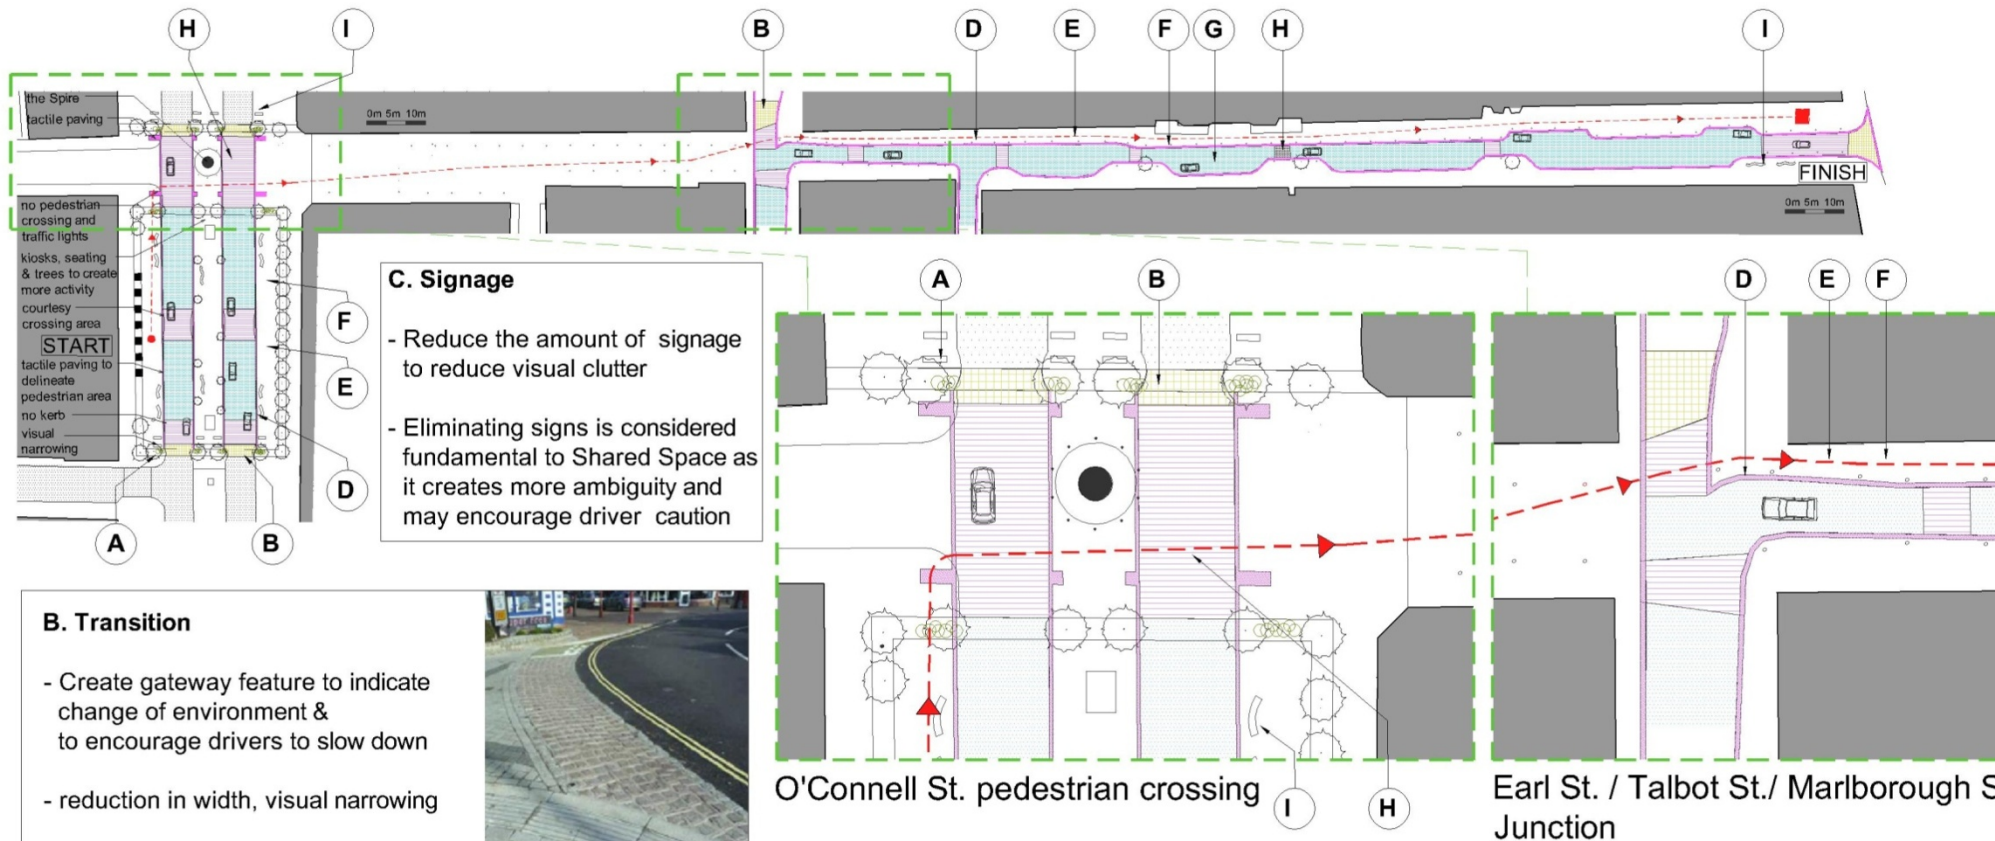 H
I
B
D
E
F
G
H
I
the Spire
tactile paving
0m 5m 10m
no pedestrian
crossing and
traffic lights
kiosks, seating
& trees to create
more activity
courtesy
crossing area
START
tactile paving to
delineate
pedestrian area
no kerb
visual
narrowing
F
E
D
A
B
FINISH
0m 5m 10m
C. Signage
- Reduce the amount of signage
to reduce visual clutter
- Eliminating signs is considered
fundamental to Shared Space as
it creates more ambiguity and
may encourage driver caution
B. Transition
- Create gateway feature to indicate
change of environment &
to encourage drivers to slow down
- reduction in width, visual narrowing
A
B
I
H
O'Connell St. pedestrian crossing
D
E
F
Earl St. / Talbot St./ Marlborough S
Junction